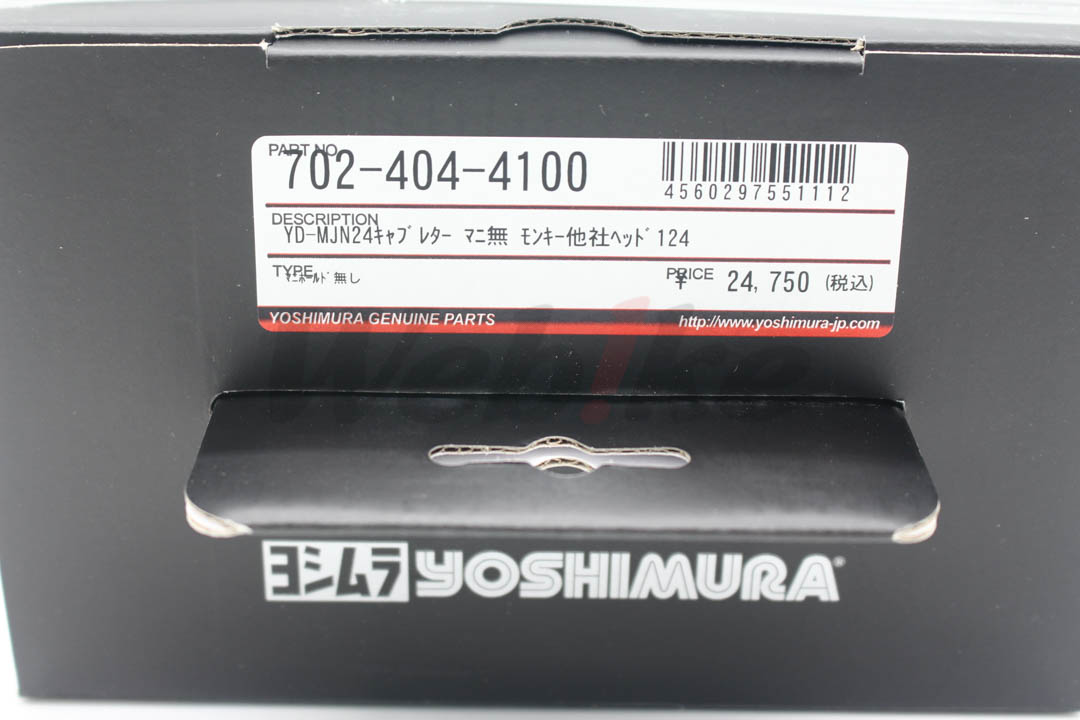 PART NO.
702-404-4100
4560297551112
DESCRIPTION
YD-MJN24ｷｬﾌﾞﾚﾀｰ ﾏﾆ無 ﾓﾝｷｰ他社ﾍｯﾄﾞ124
TYPE
ﾏﾆﾎｰﾙﾄﾞ無し
PRICE
¥ 24,750 (税込)
YOSHIMURA GENUINE PARTS
http://www.yoshimura-jp.com
Web!ke
ヨシムラ YOSHIMURA®